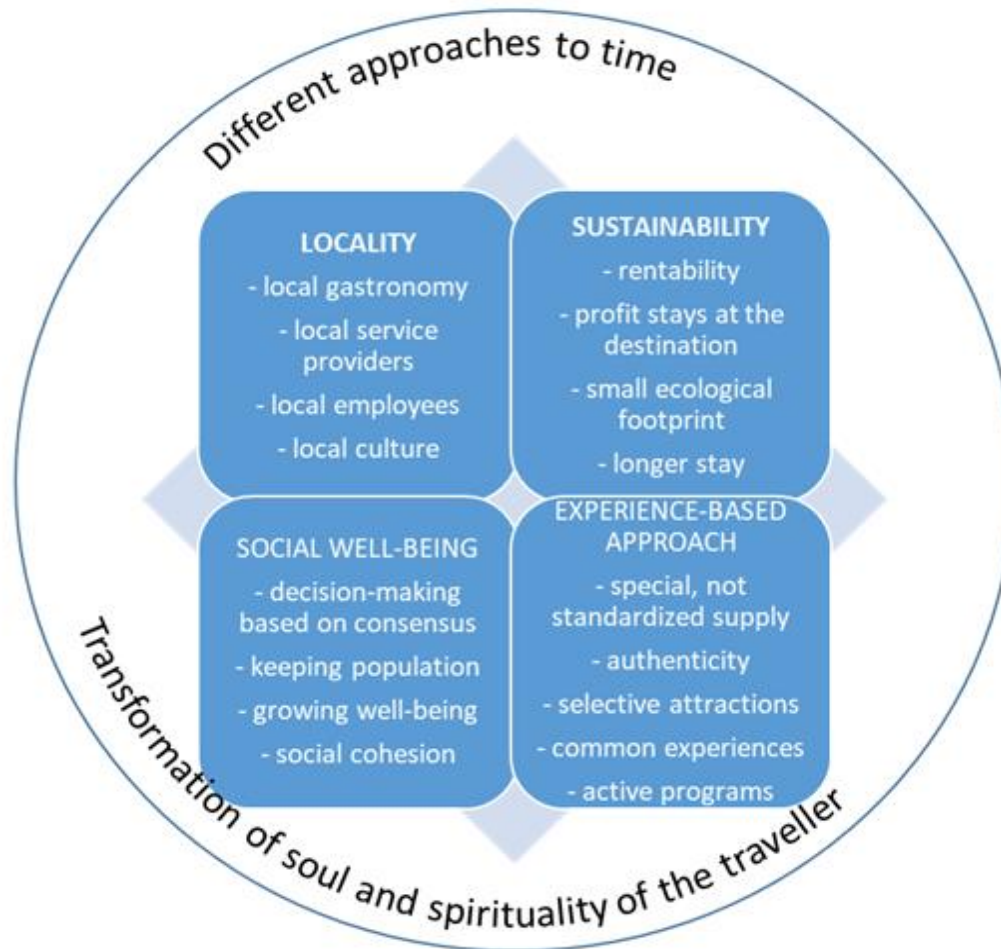 Different approaches to time
LOCALITY
- local gastronomy
- local service
providers
- local employees
- local culture
SUSTAINABILITY
- rentability
- profit stays at the
destination
- small ecological
footprint
- longer stay
SOCIAL WELL-BEING
- decision-making
based on consensus
- keeping population
- growing well-being
- social cohesion
EXPERIENCE-BASED
APPROACH
- special, not
standardized supply
- authenticity
- selective attractions
- common experiences
- active programs
Transformation of soul and spirituality of the traveller